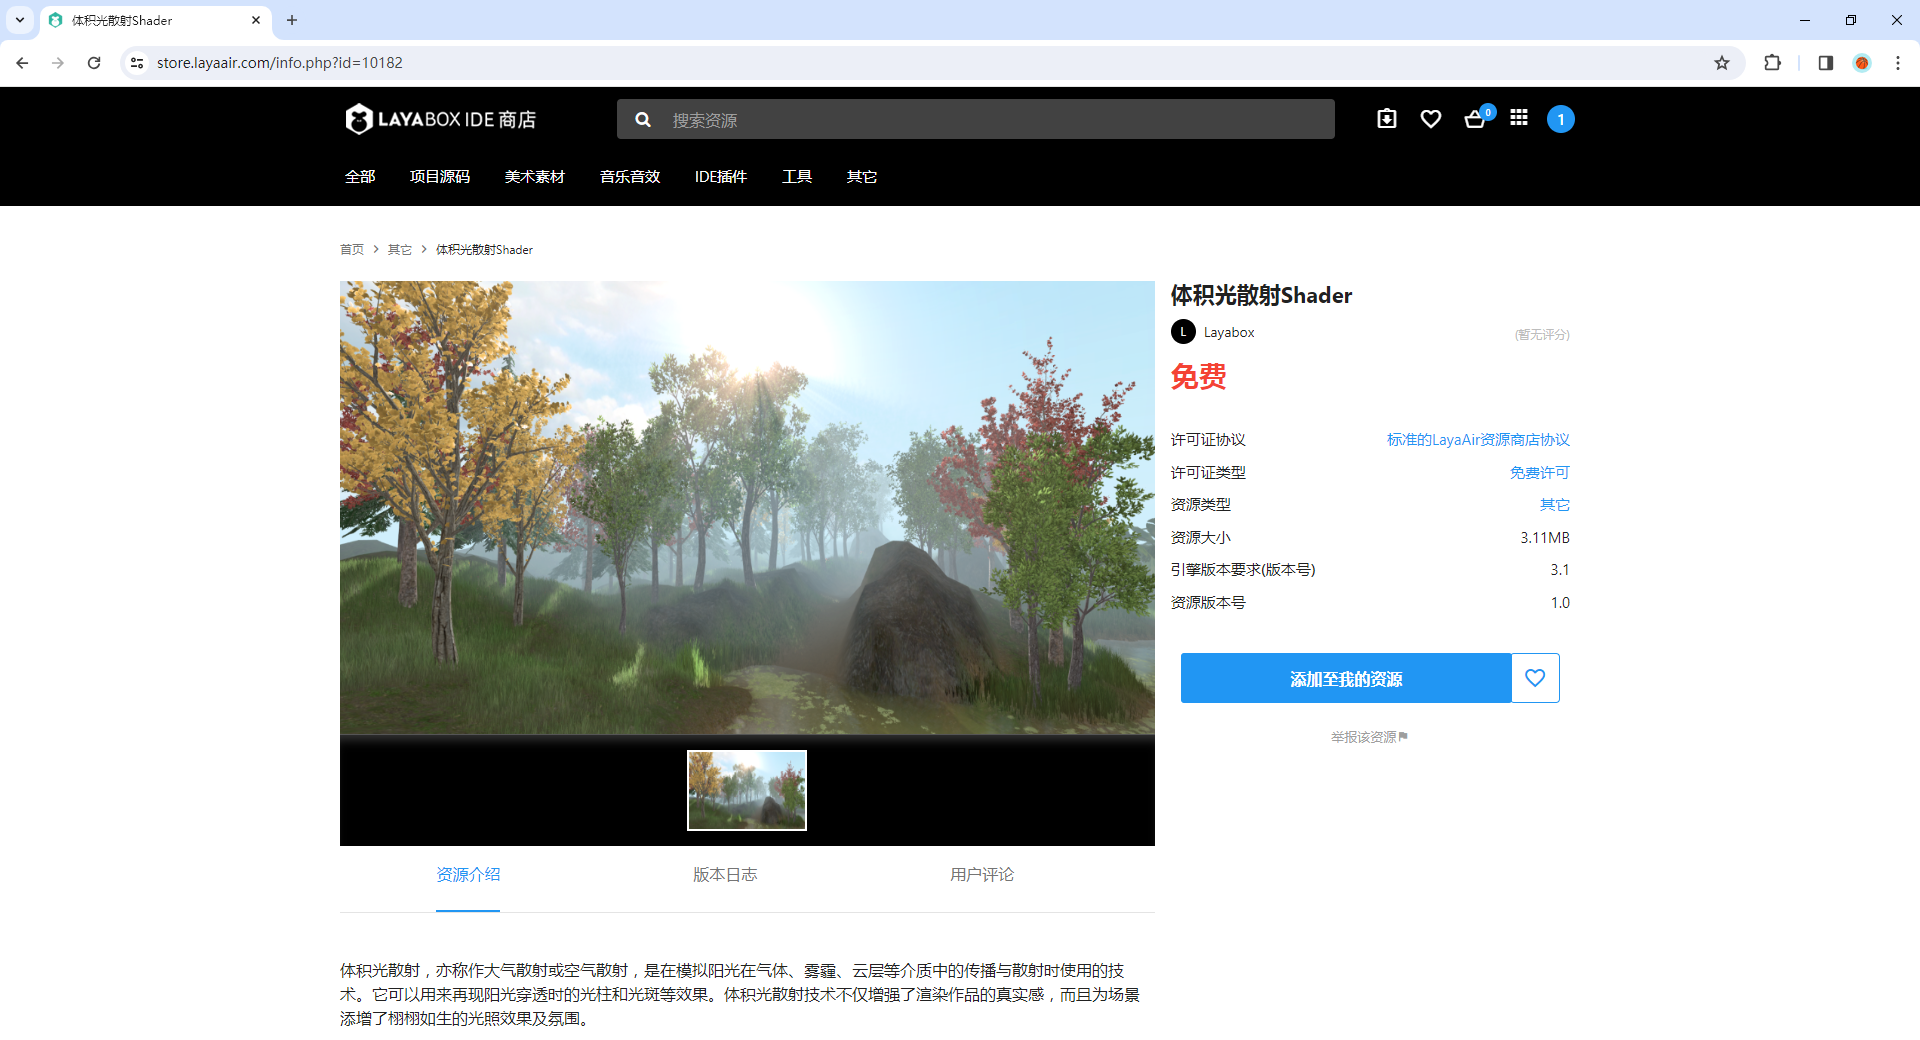 体积光散射Shader
store.layaair.com/info.php?id=10182
LAYABOX IDE 商店
搜索资源
0
1
全部
项目源码
美术素材
音乐音效
IDE插件
工具
其它
首页
其它
体积光散射Shader
体积光散射Shader
L
Layabox
(暂无评分)
免费
许可证协议
标准的LayaAir资源商店协议
许可证类型
免费许可
资源类型
其它
资源大小
3.11MB
引擎版本要求(版本号)
3.1
资源版本号
1.0
添加至我的资源
举报该资源
资源介绍
版本日志
用户评论
体积光散射，亦称作大气散射或空气散射，是在模拟阳光在气体、雾霾、云层等介质中的传播与散射时使用的技
术。它可以用来再现阳光穿透时的光柱和光斑等效果。体积光散射技术不仅增强了渲染作品的真实感，而且为场景
添增了栩栩如生的光照效果及氛围。